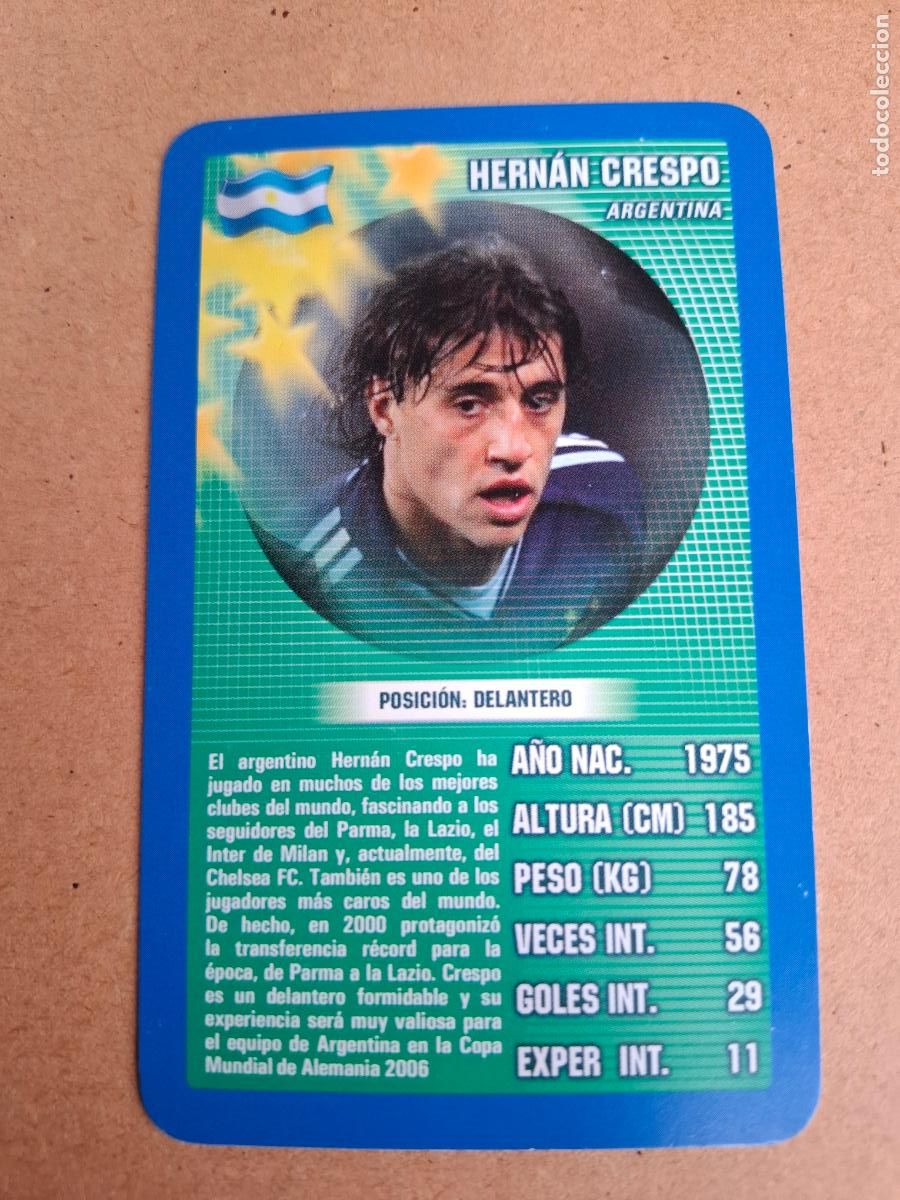 HERNÁN CRESPO
ARGENTINA
POSICIÓN: DELANTERO
El argentino Hernán Crespo ha
jugado en muchos de los mejores
clubes del mundo, fascinando a los
seguidores del Parma, la Lazio, el
Inter de Milan y, actualmente, del
Chelsea FC. También es uno de los
jugadores más caros del mundo.
De hecho, en 2000 protagonizó
la transferencia récord para la
época, de Parma a la Lazio. Crespo
es un delantero formidable y su
experiencia será muy valiosa para
el equipo de Argentina en la Copa
Mundial de Alemania 2006
AÑO NAC. 1975
ALTURA (CM) 185
PESO (KG) 78
VECES INT. 56
GOLES INT. 29
EXPER INT. 11
todocoleccion